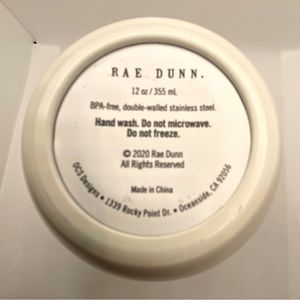 RAE DUNN.
12 oz / 355 mL
BPA-free, double-walled stainless steel.
Hand wash. Do not microwave.
Do not freeze.
© 2020 Rae Dunn
All Rights Reserved
Made in China
OCS Designs • 1339 Rocky Point Dr. • Oceanside, CA 92056